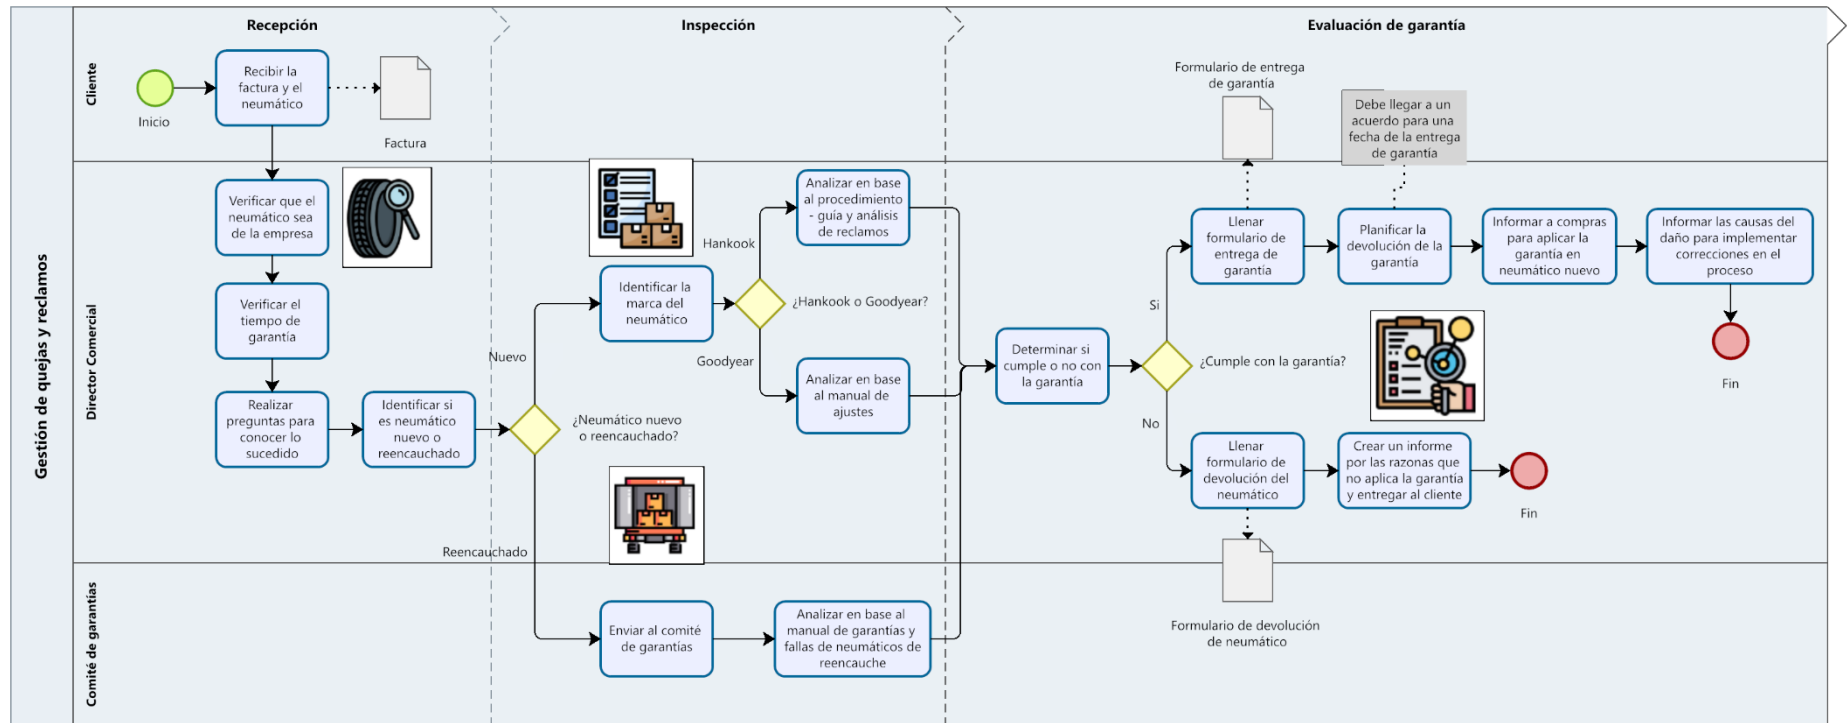 Gestión de quejas y reclamos
Recepción
Inspección
Evaluación de garantía
Cliente
Inicio
Recibir la
factura y el
neumático
Factura
Formulario de entrega
de garantía
Debe llegar a un
acuerdo para una
fecha de la entrega
de garantía
Director Comercial
Verificar que el
neumático sea
de la empresa
Verificar el
tiempo de
garantía
Realizar
preguntas para
conocer lo
sucedido
Identificar si
es neumático
nuevo o
reencauchado
¿Neumático nuevo
o reencauchado?
Nuevo
Reencauchado
Identificar la
marca del
neumático
¿Hankook o Goodyear?
Hankook
Goodyear
Analizar en base
al procedimiento
- guía y análisis
de reclamos
Analizar en base
al manual de
ajustes
Determinar si
cumple o no con
la garantía
¿Cumple con la garantía?
Si
No
Llenar
formulario de
entrega de
garantía
Planificar la
devolución de la
garantía
Informar a compras
para aplicar la
garantía en
neumático nuevo
Informar las causas del
daño para implementar
correcciones en el
proceso
Fin
Llenar
formulario de
devolución del
neumático
Crear un informe
por las razonas que
no aplica la garantía
y entregar al cliente
Fin
Comité de garantías
Enviar al comité
de garantías
Analizar en base al
manual de garantías y
fallas de neumáticos de
reencauche
Formulario de devolución
de neumático